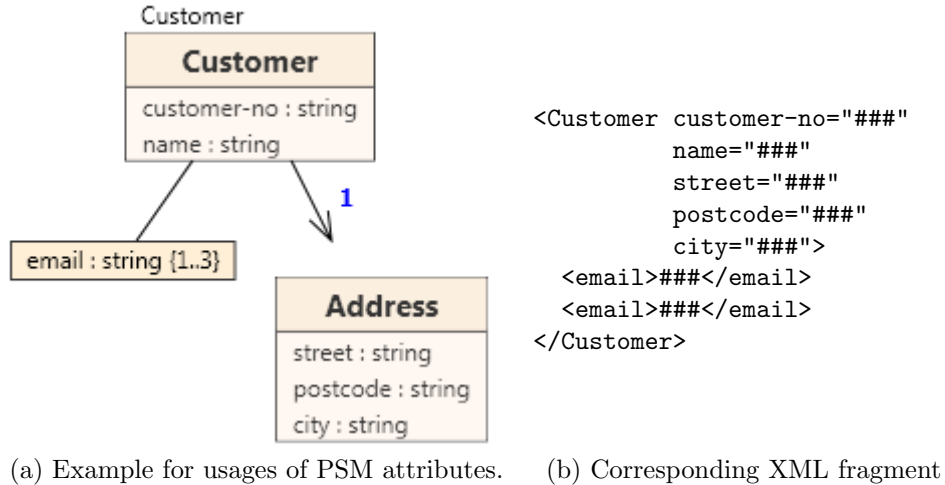 Customer
Customer
customer-no : string
name : string
1
email : string {1..3}
Address
street : string
postcode : string
city : string
(a) Example for usages of PSM attributes.
<Customer customer-no="###"
name="###"
street="###"
postcode="###"
city="###">
<email>###</email>
<email>###</email>
</Customer>
(b) Corresponding XML fragment